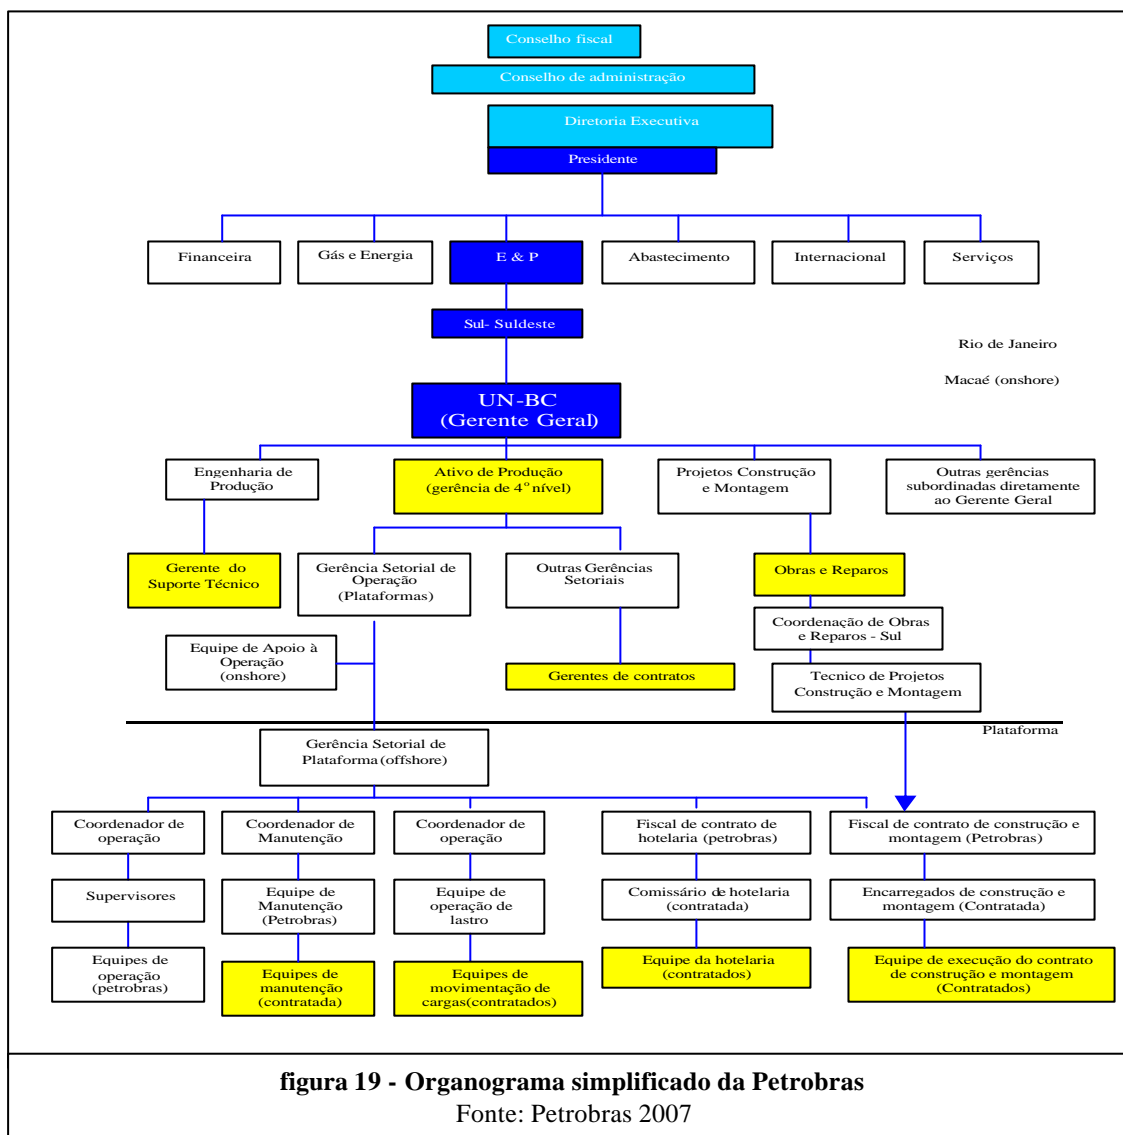 Conselho fiscal
Conselho de administração
Diretoria Executiva
Presidente
Financeira
Gás e Energia
E & P
Abastecimento
Internacional
Serviços
Sul- Suldeste
Rio de Janeiro
Macaé (onshore)
UN-BC
(Gerente Geral)
Engenharia de
Produção
Ativo de Produção
(gerência de 4º nível)
Projetos Construção
e Montagem
Outras gerências
subordinadas diretamente
ao Gerente Geral
Gerente do
Suporte Técnico
Gerência Setorial de
Operação
(Plataformas)
Outras Gerências
Setoriais
Obras e Reparos
Equipe de Apoio à
Operação
(onshore)
Gerentes de contratos
Coordenação de Obras
e Reparos - Sul
Tecnico de Projetos
Construção e Montagem
Plataforma
Gerência Setorial de
Plataforma (offshore)
Coordenador de
operação
Coordenador de
Manutenção
Coordenador de
operação
Fiscal de contrato de
hotelaria (petrobras)
Fiscal de contrato de construção e
montagem (Petrobras)
Supervisores
Equipe de
Manutenção
(Petrobras)
Equipe de
operação de
lastro
Comissário de hotelaria
(contratada)
Encarregados de construção e
montagem (Contratada)
Equipes de
operação
(petrobras)
Equipes de
manutenção
(contratada)
Equipes de
movimentação de
cargas(contratados)
Equipe da hotelaria
(contratados)
Equipe de execução do contrato
de construção e montagem
(Contratados)
figura 19 - Organograma simplificado da Petrobras
Fonte: Petrobras 2007